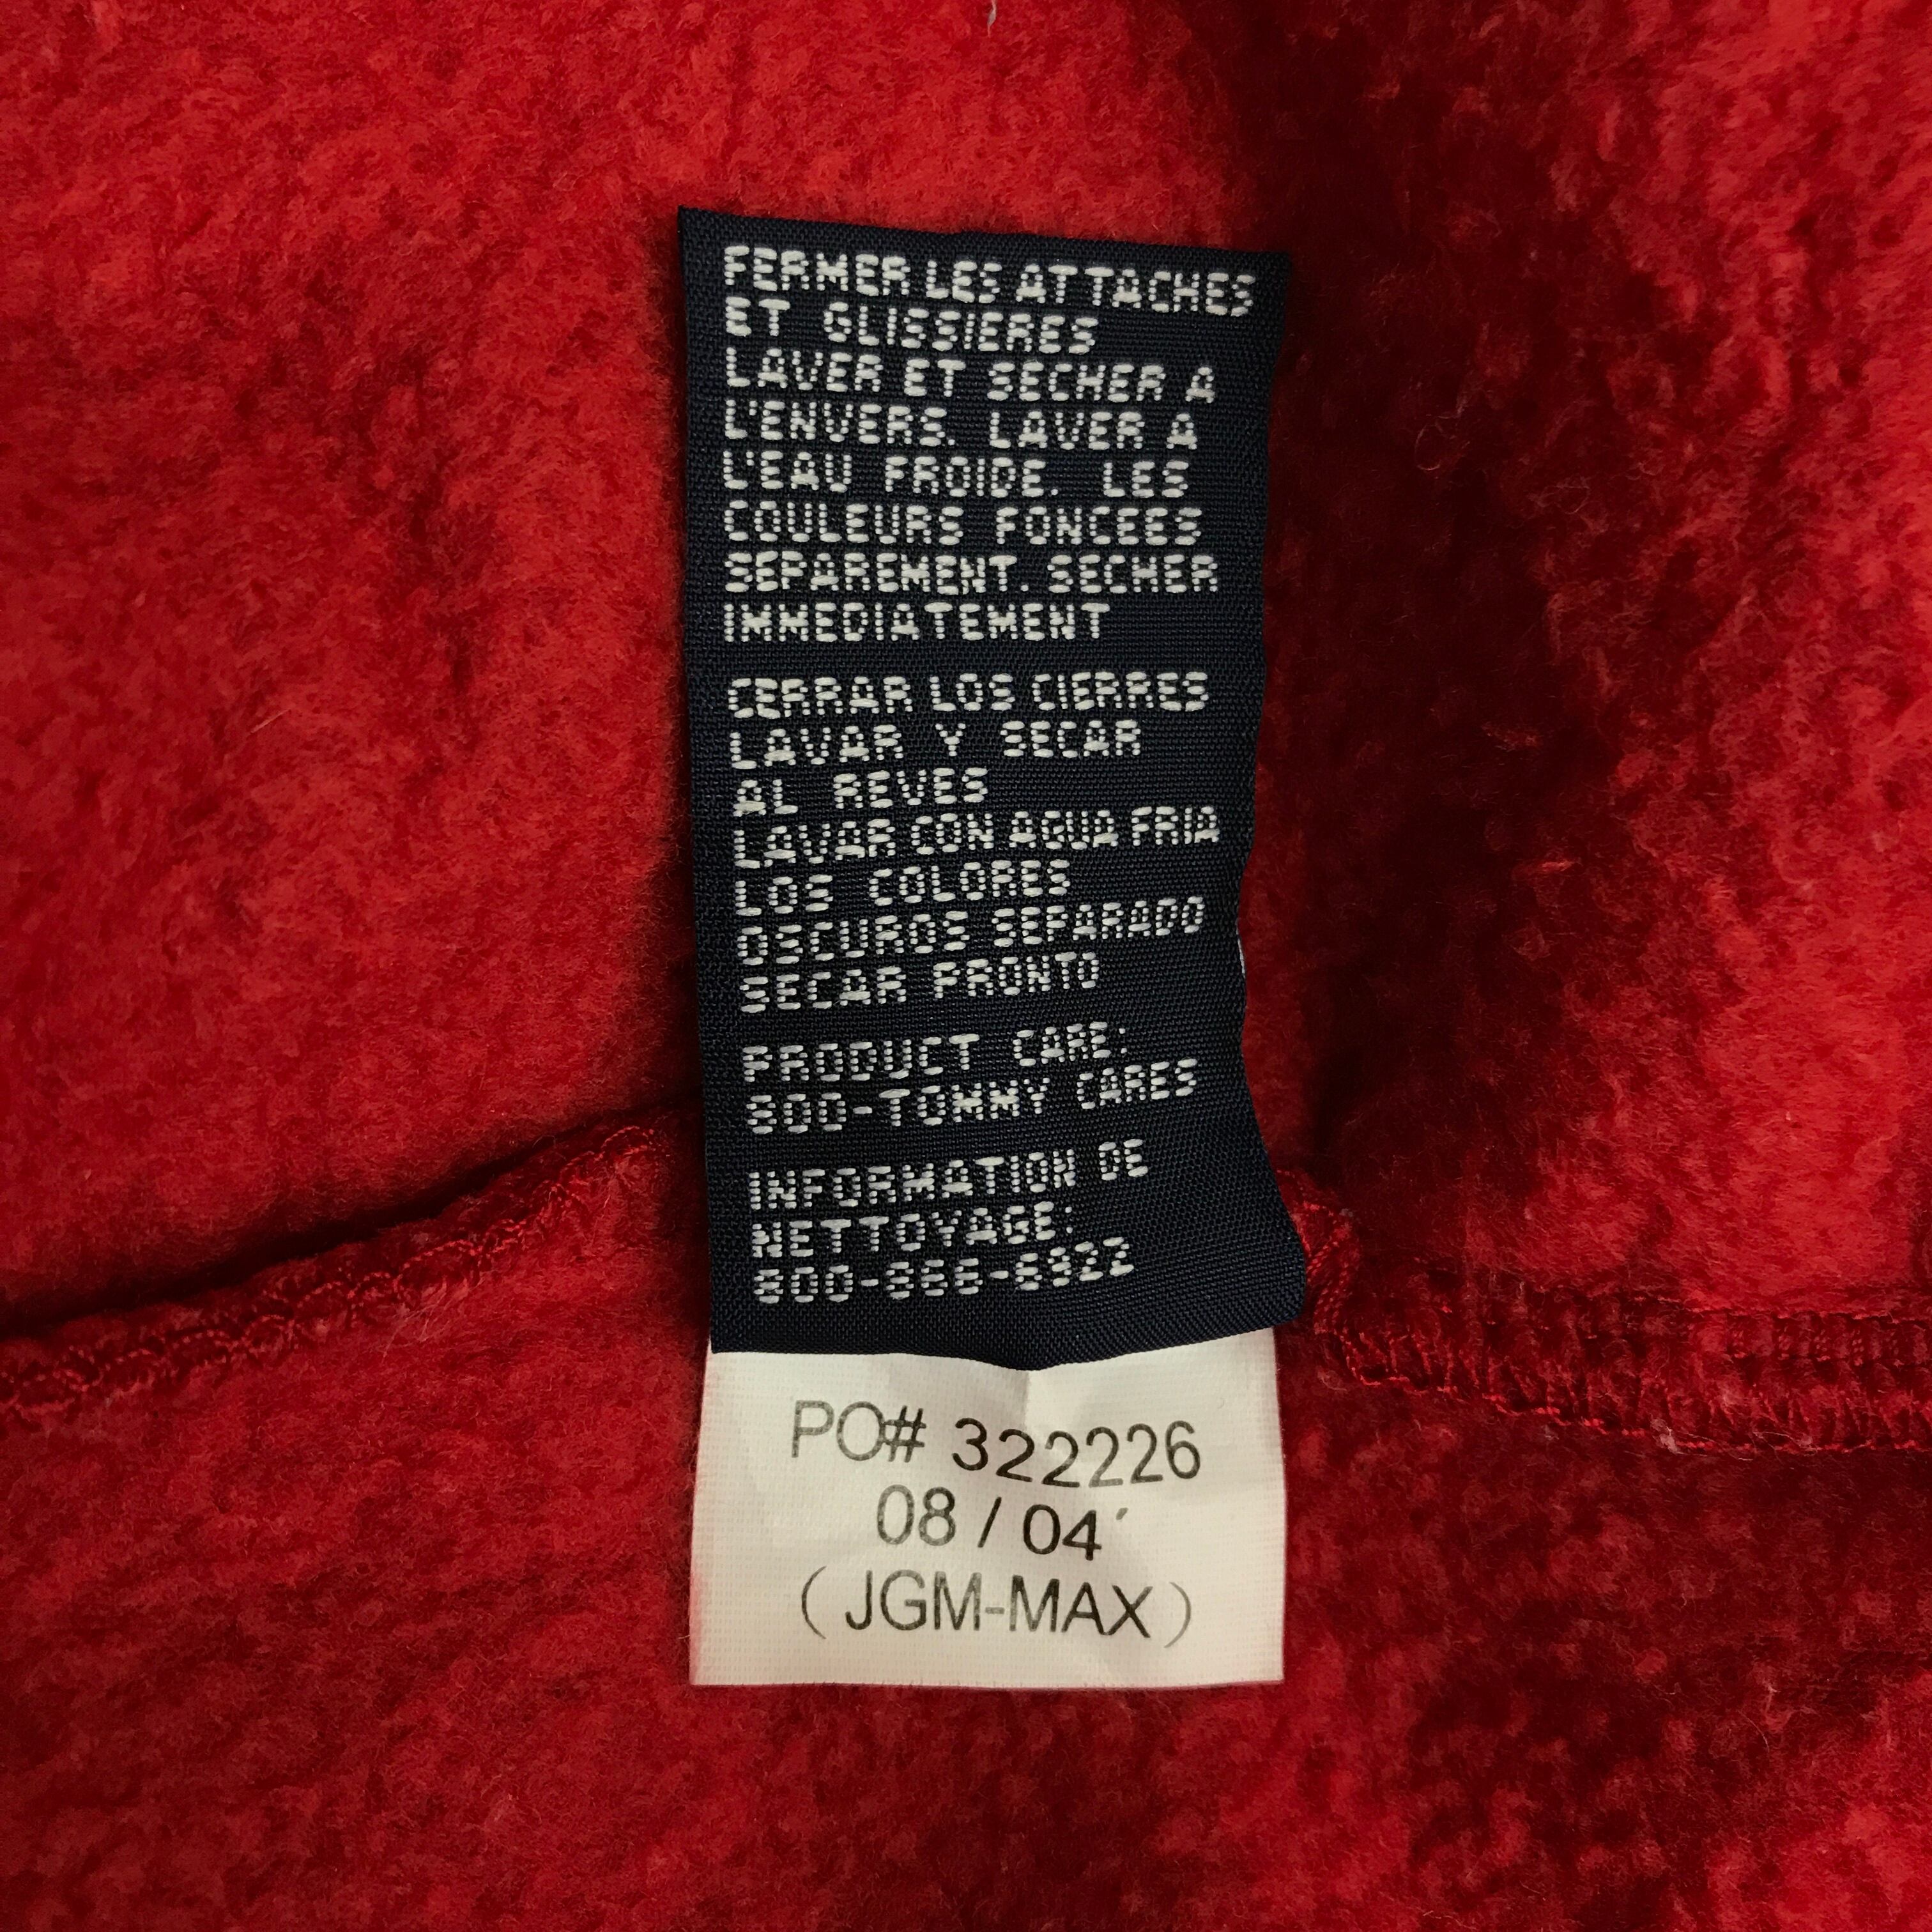 FERMER LES ATTACHES
ET GLISSIERES
LAVER ET SECHER A
L'ENVERS. LAVER A
L'EAU FROIDE. LES
COULEURS FONCEES
SEPAREMENT. SECHER
IMMEDIATEMENT
CERRAR LOS CIERRES
LAVAR Y SECAR
AL REVES
LAVAR CON AGUA FRIA
LOS COLORES
OSCUROS SEPARADO
SECAR PRONTO
PRODUCT CARE:
800-TOMMY CARES
INFORMATION DE
NETTOYAGE:
800-866-6922
PO# 322226
08 / 04'
( JGM-MAX )